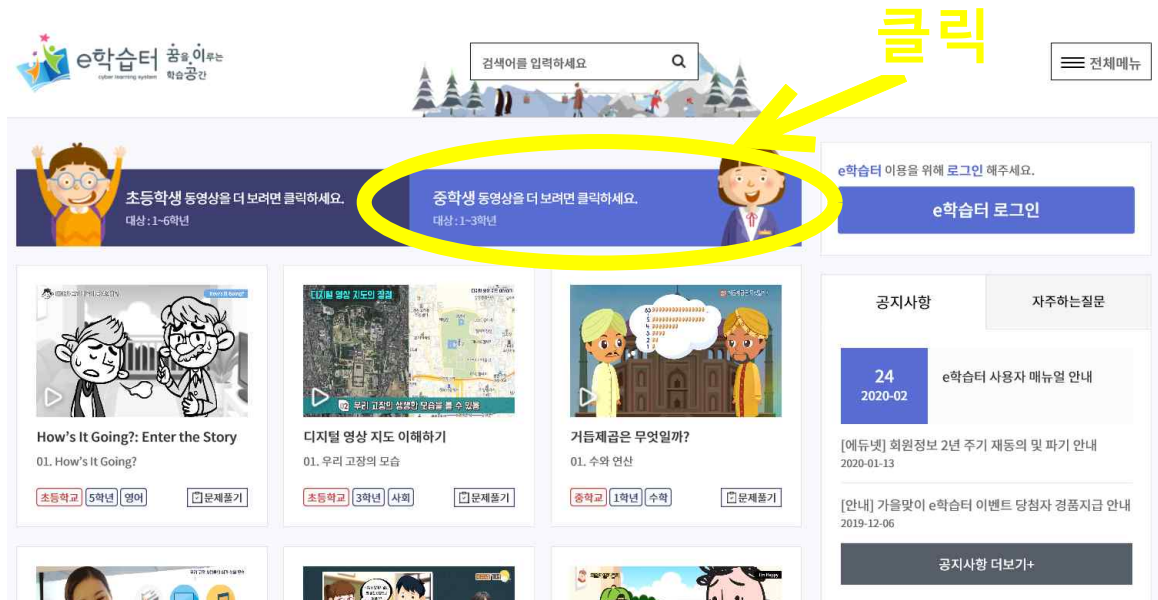 클릭
e학습터 꿈을 이루는
cyber learning system 학습공간
검색어를 입력하세요
전체메뉴
초등학생 동영상을 더 보려면 클릭하세요.
대상 : 1~6학년
중학생 동영상을 더 보려면 클릭하세요.
대상 : 1~3학년
e학습터 이용을 위해 로그인 해주세요.
e학습터 로그인
How's It Going?
How's It Going?: Enter the Story
01. How's It Going?
초등학교 5학년 영어 문제풀기
디지털 영상 지도의 장점
02 우리 고장의 생생한 모습을 볼 수 있음
디지털 영상 지도 이해하기
01. 우리 고장의 모습
초등학교 3학년 사회 문제풀기
거듭제곱은 무엇일까?
01. 수와 연산
중학교 1학년 수학 문제풀기
공지사항
자주하는질문
24
2020-02
e학습터 사용자 매뉴얼 안내
[에듀넷] 회원정보 2년 주기 재동의 및 파기 안내
2020-01-13
[안내] 가을맞이 e학습터 이벤트 당첨자 경품지급 안내
2019-12-06
공지사항 더보기+
I'm Happy